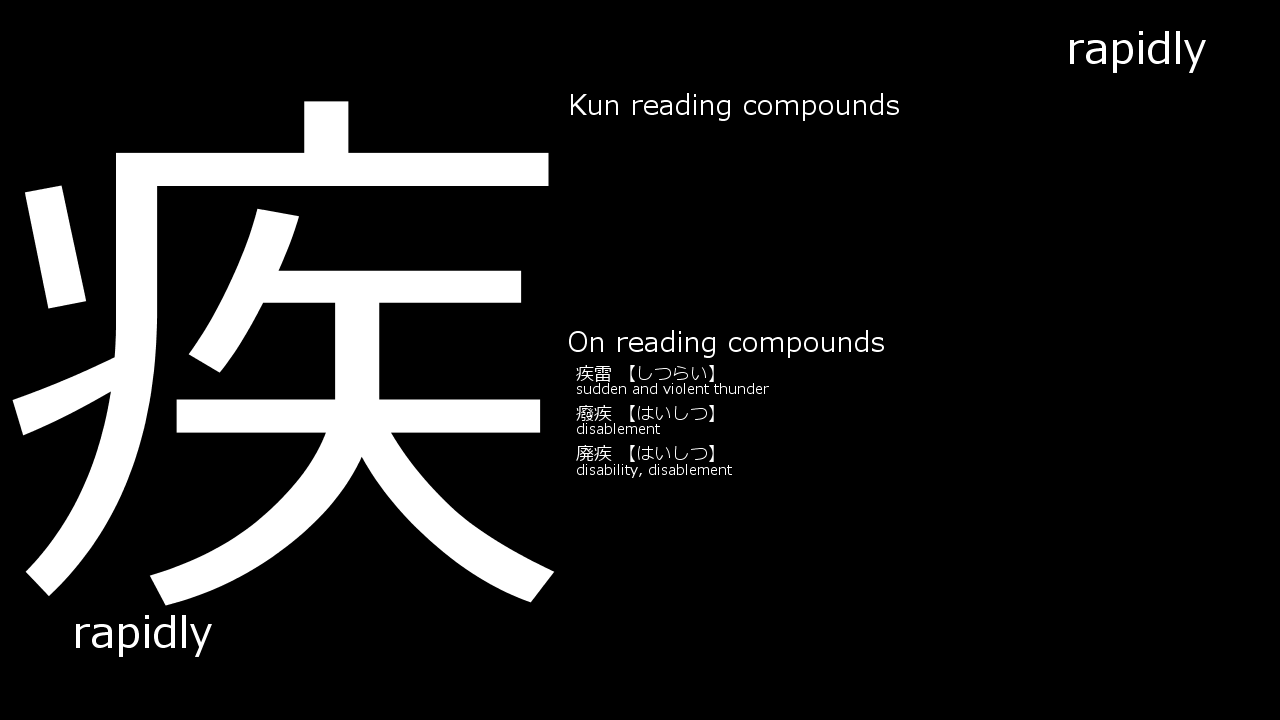 rapidly
疾
Kun reading compounds
On reading compounds
疾雷 【しつらい】
sudden and violent thunder
癈疾 【はいしつ】
disablement
廃疾 【はいしつ】
disability, disablement
rapidly